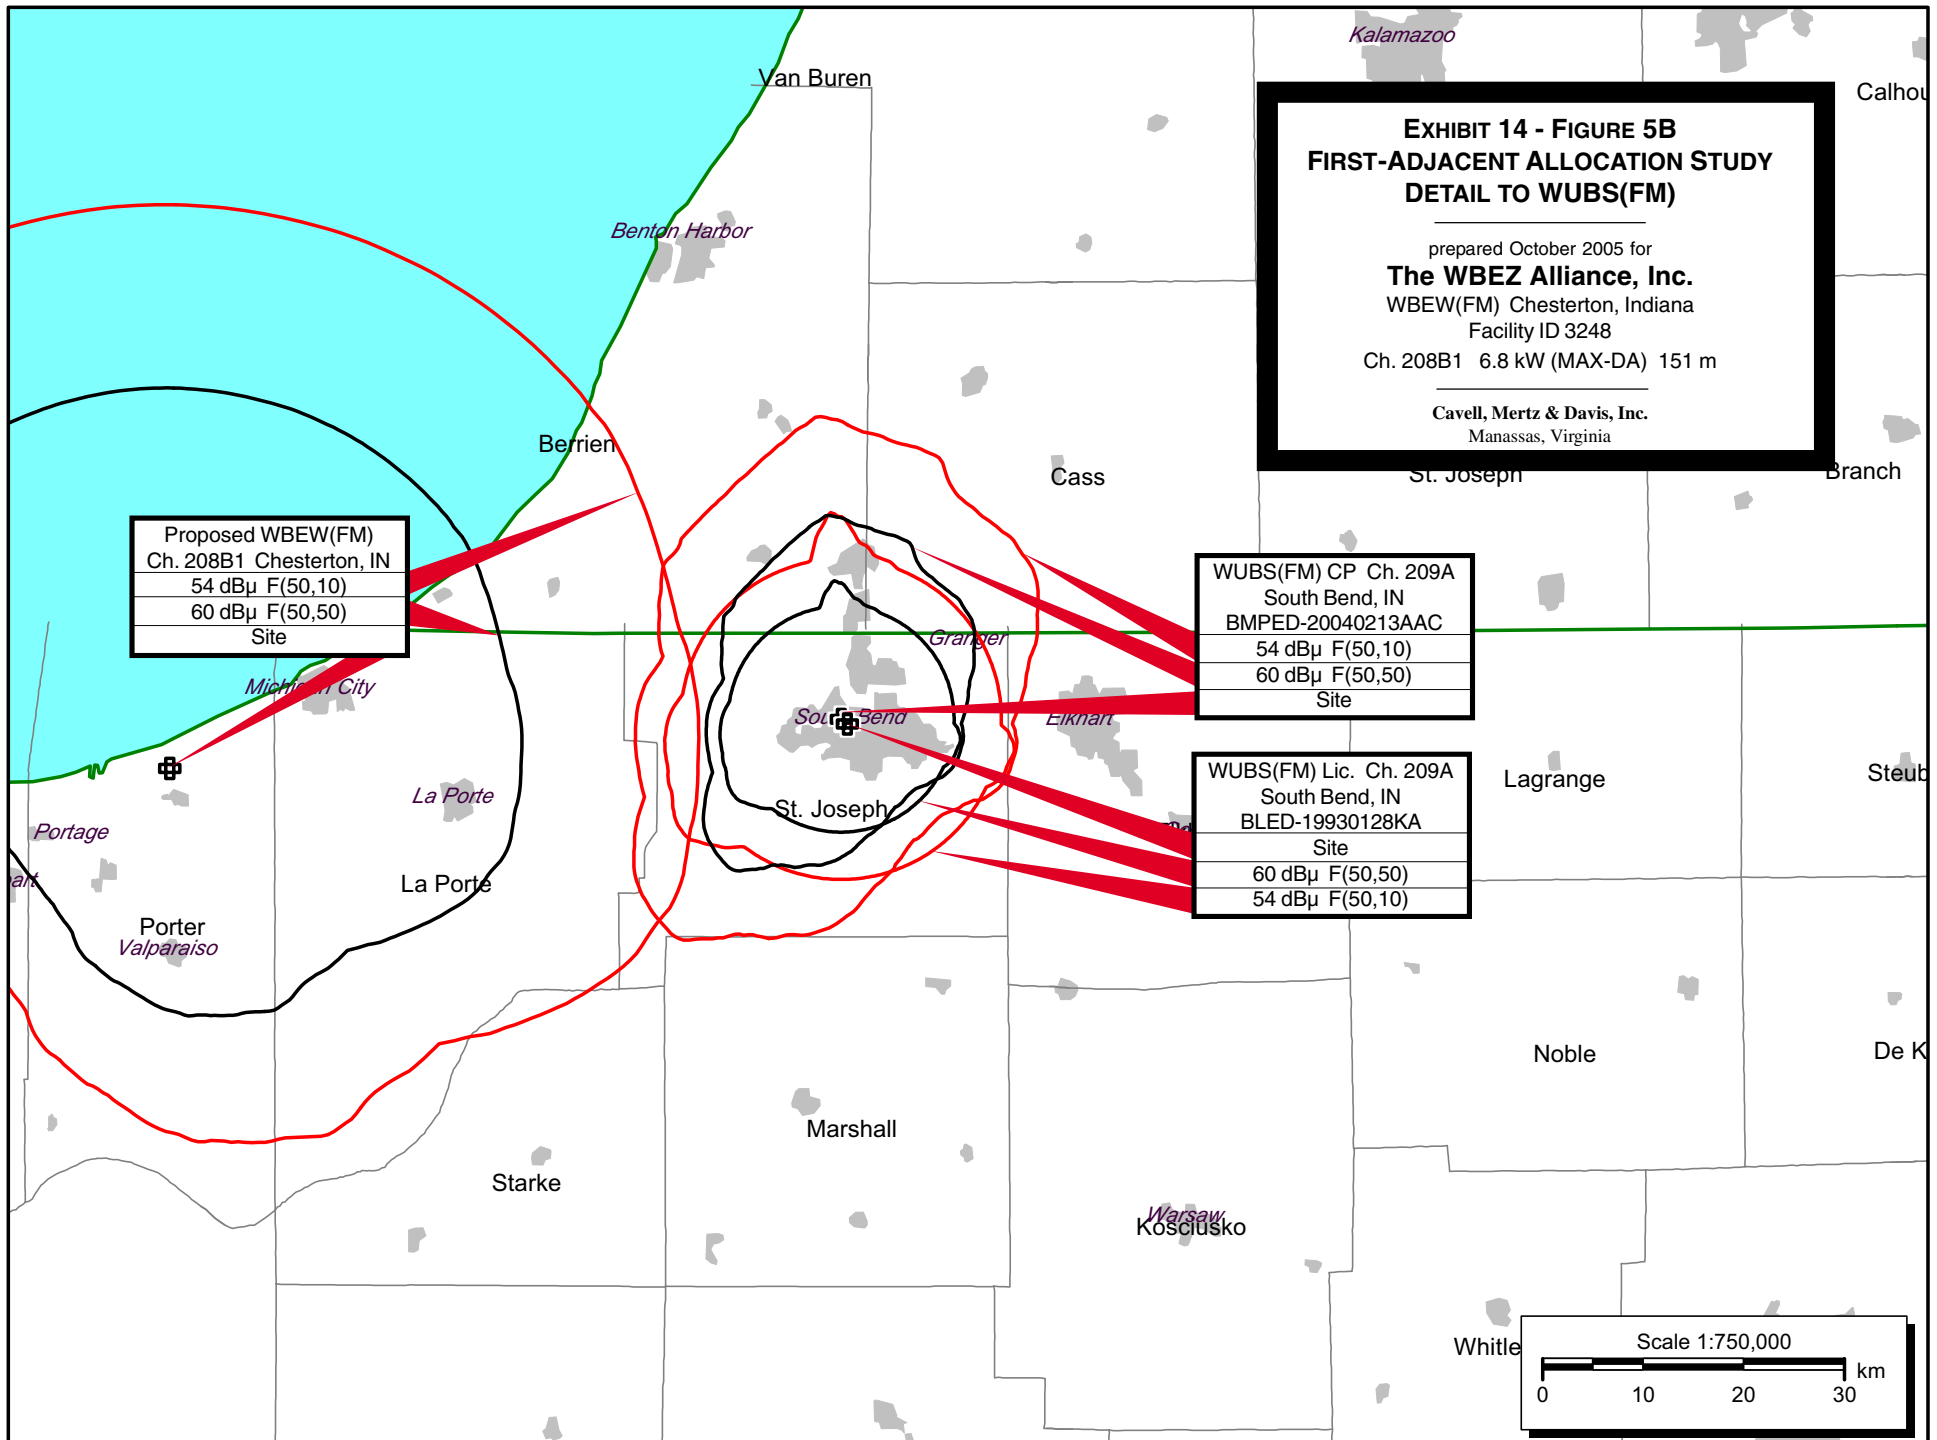 Kalamazoo
Van Buren
Calhou
EXHIBIT 14 - FIGURE 5B
FIRST-ADJACENT ALLOCATION STUDY
DETAIL TO WUBS(FM)
prepared October 2005 for
The WBEZ Alliance, Inc.
WBEW(FM) Chesterton, Indiana
Facility ID 3248
Ch. 208B1 6.8 kW (MAX-DA) 151 m
Cavell, Mertz & Davis, Inc.
Manassas, Virginia
Benton Harbor
Berrien
Cass
St. Joseph
Branch
Proposed WBEW(FM)
Ch. 208B1 Chesterton, IN
54 dBµ F(50,10)
60 dBµ F(50,50)
Site
WUBS(FM) CP Ch. 209A
South Bend, IN
BMPED-20040213AAC
54 dBµ F(50,10)
60 dBµ F(50,50)
Site
Granger
Michigan City
South Bend
Elkhart
WUBS(FM) Lic. Ch. 209A
South Bend, IN
BLED-19930128KA
Site
60 dBµ F(50,50)
54 dBµ F(50,10)
Lagrange
Steub
La Porte
St. Joseph
Portage
art
La Porte
Porter
Valparaiso
Noble
De K
Marshall
Starke
Warsaw
Kosciusko
Whitle
Scale 1:750,000
km
0 10 20 30